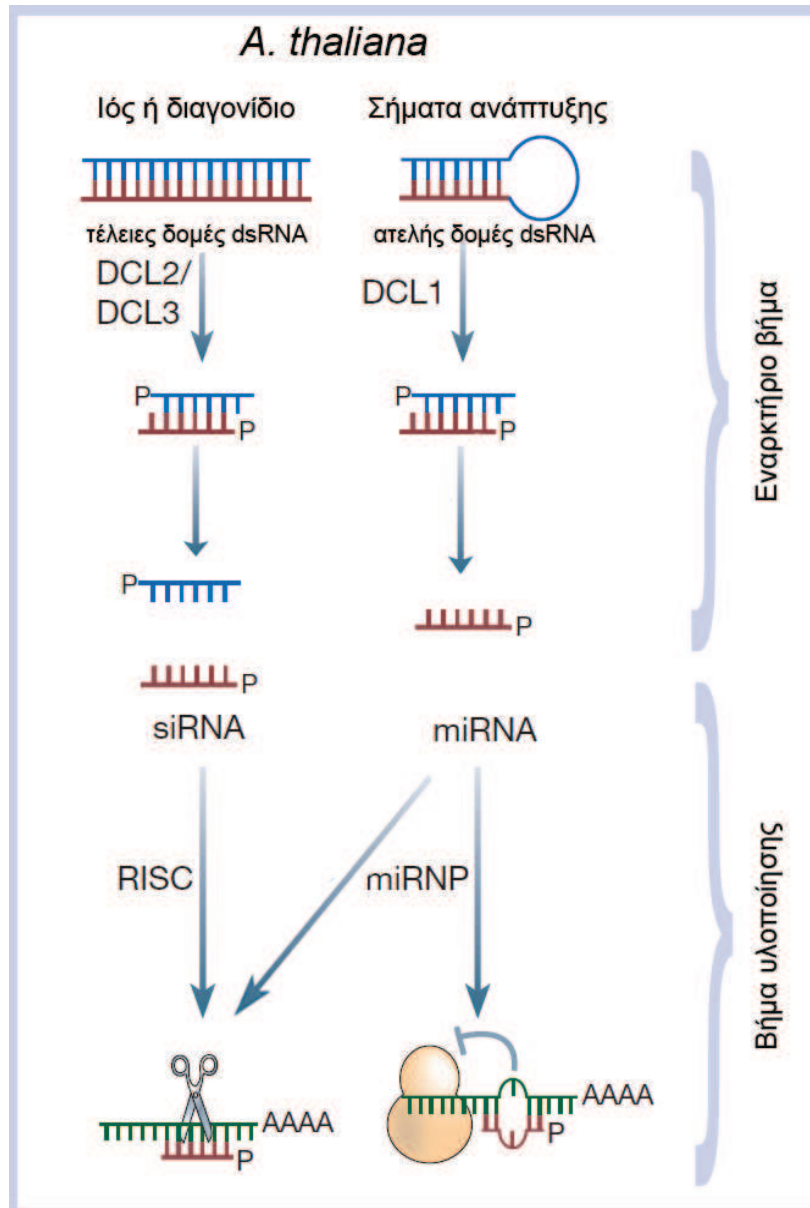 A. thaliana
Ιός ή διαγονίδιο
Σήματα ανάπτυξης
τέλειες δομές dsRNA
ατελής δομές dsRNA
DCL2/
DCL3
DCL1
P
P
P
P
P
P
P
siRNA
miRNA
RISC
miRNP
AAAA
P
AAAA
P
Εναρκτήριο βήμα
Βήμα υλοποίησης